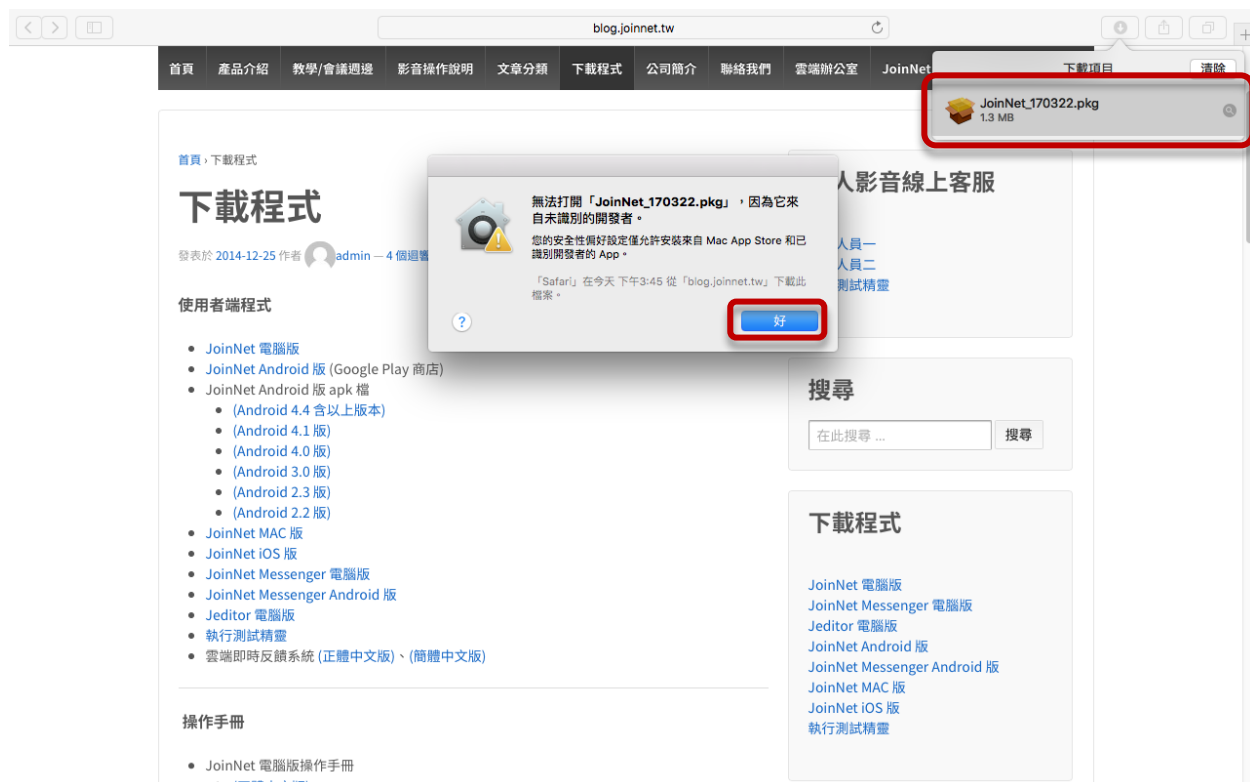 blog.joinnet.tw
首頁 產品介紹 教學/會議週邊 影音操作說明 文章分類 下載程式 公司簡介 聯絡我們 雲端辦公室 JoinNet
下載項目 清除
JoinNet_170322.pkg
1.3 MB
首頁 › 下載程式
下載程式
發表於 2014-12-25 作者 admin — 4 個迴響
使用者端程式
JoinNet 電腦版
JoinNet Android 版 (Google Play 商店)
JoinNet Android 版 apk 檔
(Android 4.4 含以上版本)
(Android 4.1 版)
(Android 4.0 版)
(Android 3.0 版)
(Android 2.3 版)
(Android 2.2 版)
JoinNet MAC 版
JoinNet iOS 版
JoinNet Messenger 電腦版
JoinNet Messenger Android 版
Jeditor 電腦版
執行測試精靈
雲端即時反饋系統 (正體中文版)、(簡體中文版)
操作手冊
JoinNet 電腦版操作手冊
無法打開「JoinNet_170322.pkg」，因為它來
自未識別的開發者。
您的安全性偏好設定僅允許安裝來自 Mac App Store 和已
識別開發者的 App。
「Safari」在今天 下午3:45 從「blog.joinnet.tw」下載此
檔案。
?
好
人影音線上客服
人員一
人員二
測試精靈
搜尋
在此搜尋 ... 搜尋
下載程式
JoinNet 電腦版
JoinNet Messenger 電腦版
Jeditor 電腦版
JoinNet Android 版
JoinNet Messenger Android 版
JoinNet MAC 版
JoinNet iOS 版
執行測試精靈